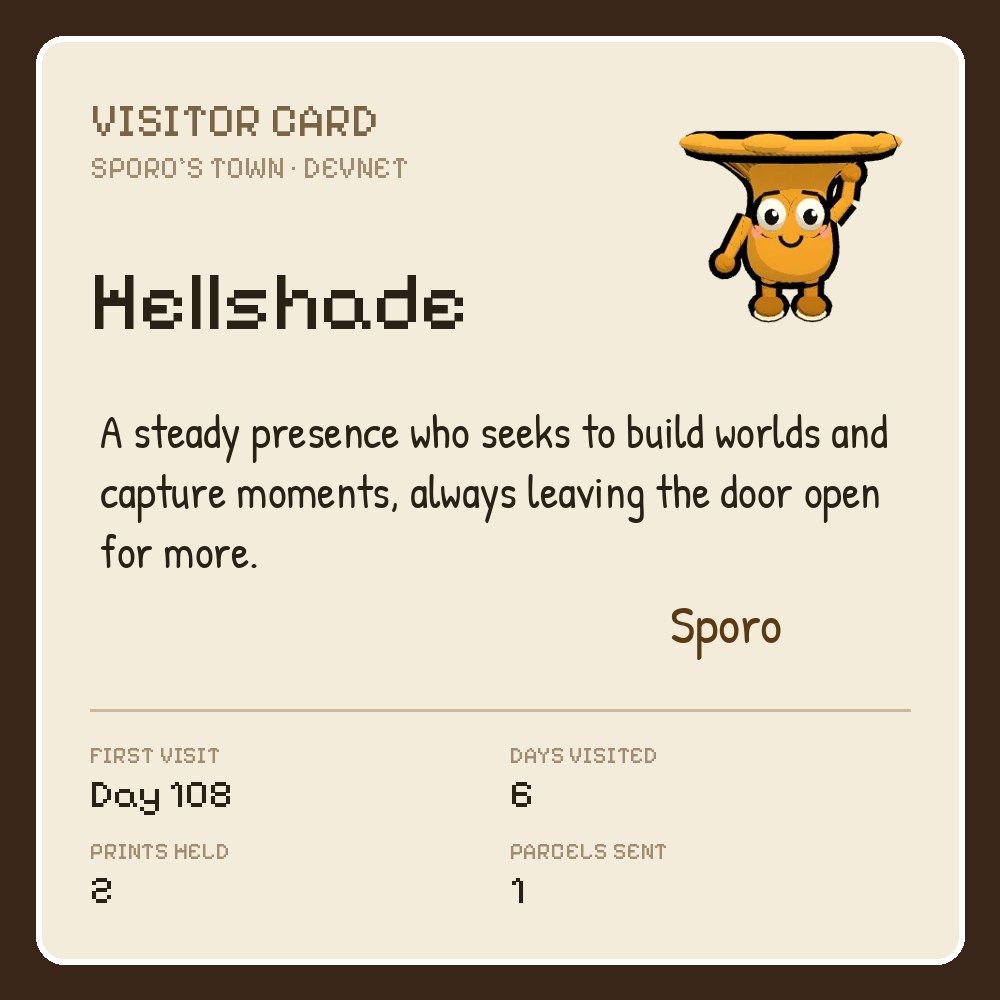 VISITOR CARD
SPORO'S TOWN · DEVNET
Hellshade
A steady presence who seeks to build worlds and
capture moments, always leaving the door open
for more.
Sporo
FIRST VISIT
Day 108
DAYS VISITED
6
PRINTS HELD
2
PARCELS SENT
1